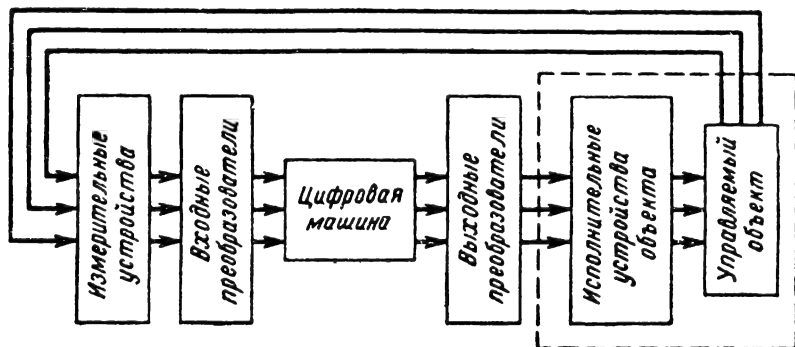 Измерительные
устройства
Входные
преобразователи
Цифровая
машина
Выходные
преобразователи
Исполнительные
устройства
объекта
Управляемый
объект